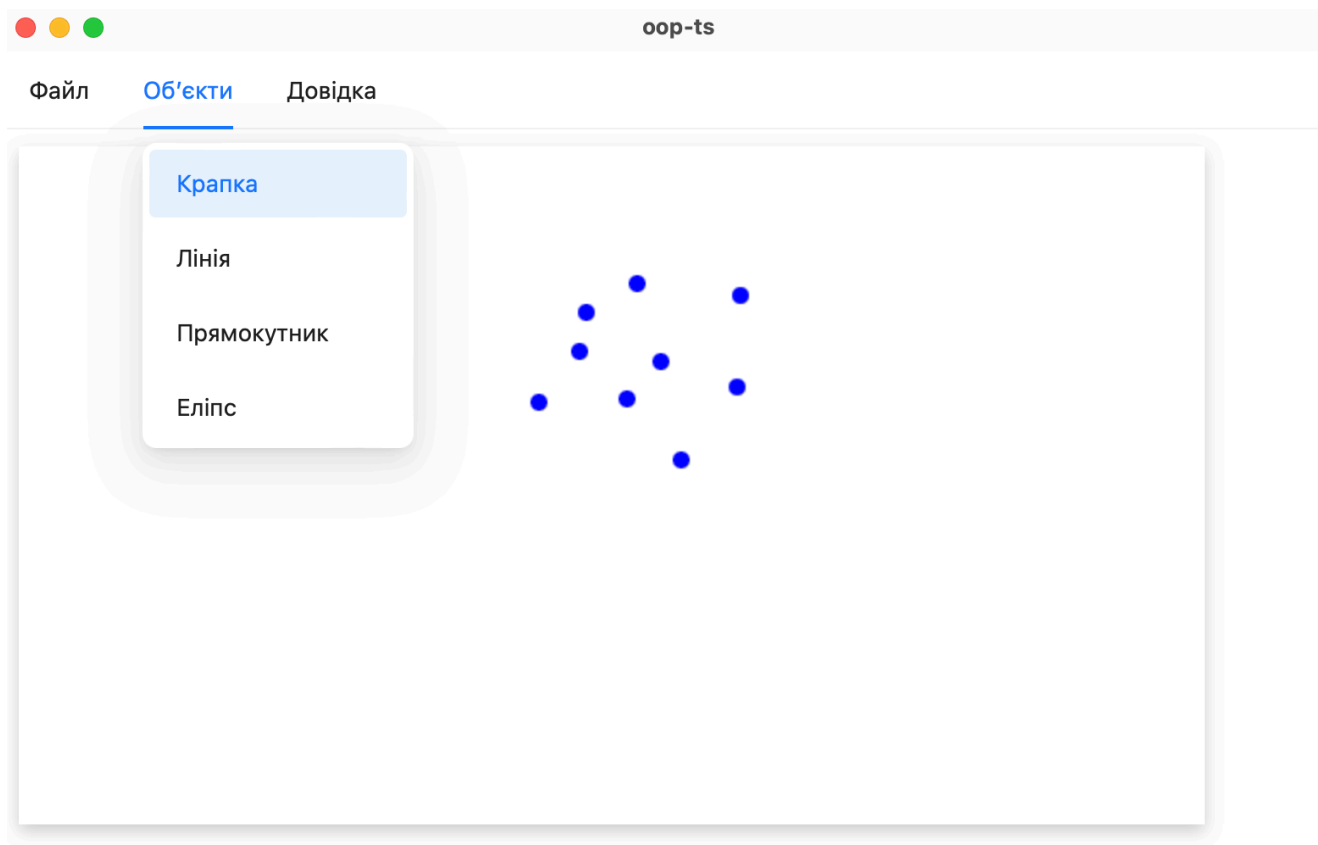 oop-ts
Файл Об’єкти Довідка
Крапка
Лінія
Прямокутник
Еліпс